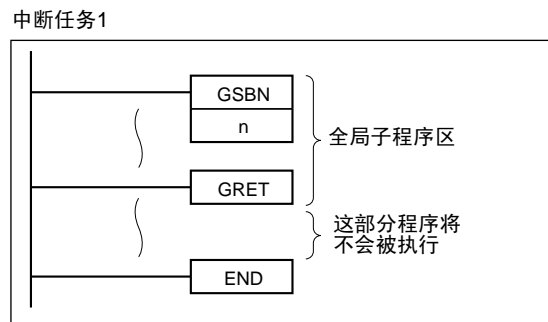 中断任务1
GSBN
n
全局子程序区
GRET
这部分程序将
不会被执行
END